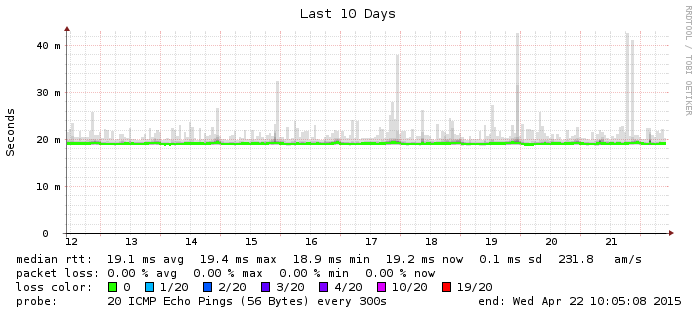 Last 10 Days
RRDTOOL / TOBI OETIKER
Seconds
40 m
30 m
20 m
10 m
0
12 13 14 15 16 17 18 19 20 21
median rtt: 19.1 ms avg 19.4 ms max 18.9 ms min 19.2 ms now 0.1 ms sd 231.8 am/s
packet loss: 0.00 % avg 0.00 % max 0.00 % min 0.00 % now
loss color: 0 1/20 2/20 3/20 4/20 10/20 19/20
probe: 20 ICMP Echo Pings (56 Bytes) every 300s end: Wed Apr 22 10:05:08 2015